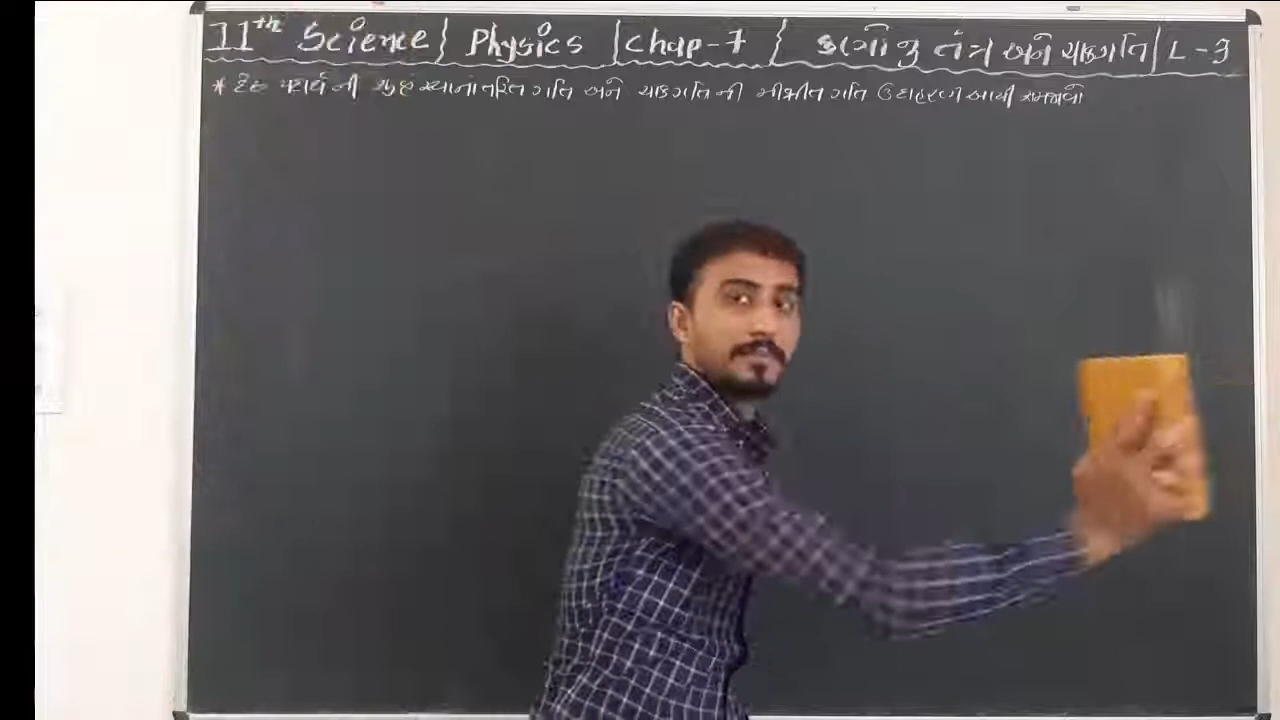 11th Science } Physics | Chap-7 } કણોનું તંત્ર અને ચાકગતિ | L-3
* દૃઢ પદાર્થ ની શુદ્ધ સ્થાનાંતરિત ગતિ અને ચાકગતિ ની મીશ્રીત ગતિ ઉદાહરણ આપી સમજાવો